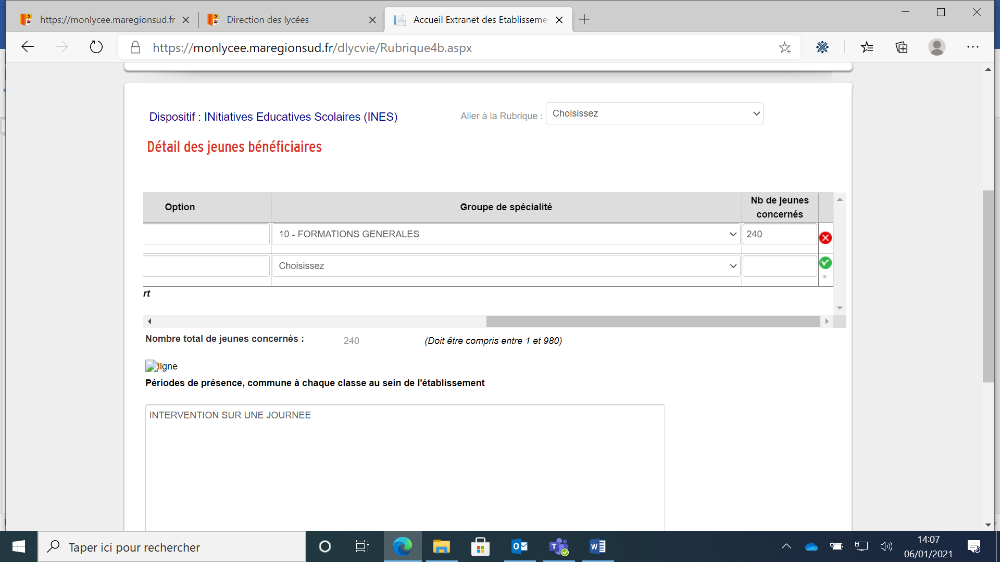 https://monlycee.maregionsud.fr
Direction des lycées
Accueil Extranet des Etablisseme
https://monlycee.maregionsud.fr/dlycvie/Rubrique4b.aspx
Dispositif : INitiatives Educatives Scolaires (INES)
Aller à la Rubrique : Choisissez
Détail des jeunes bénéficiaires
Option
Groupe de spécialité
Nb de jeunes
concernés
10 - FORMATIONS GENERALES
240
Choisissez
*
rt
Nombre total de jeunes concernés : 240 (Doit être compris entre 1 et 980)
ligne
Périodes de présence, commune à chaque classe au sein de l'établissement
INTERVENTION SUR UNE JOURNEE
Taper ici pour rechercher
14:07
06/01/2021